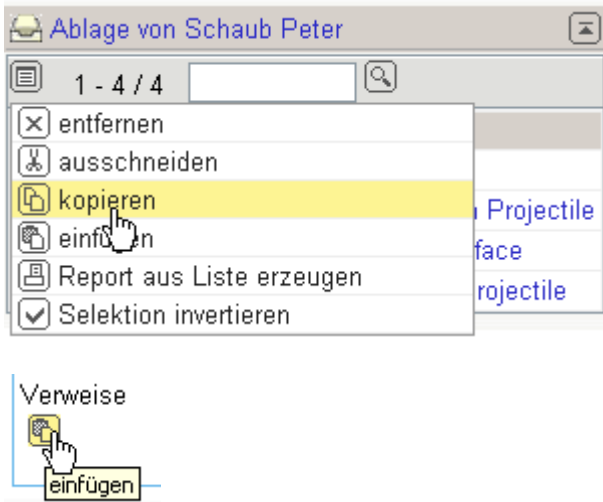 Ablage von Schaub Peter
1 - 4 / 4
entfernen
ausschneiden
kopieren
Projectile
einfügen
face
Report aus Liste erzeugen
rojectile
Selektion invertieren
Verweise
einfügen